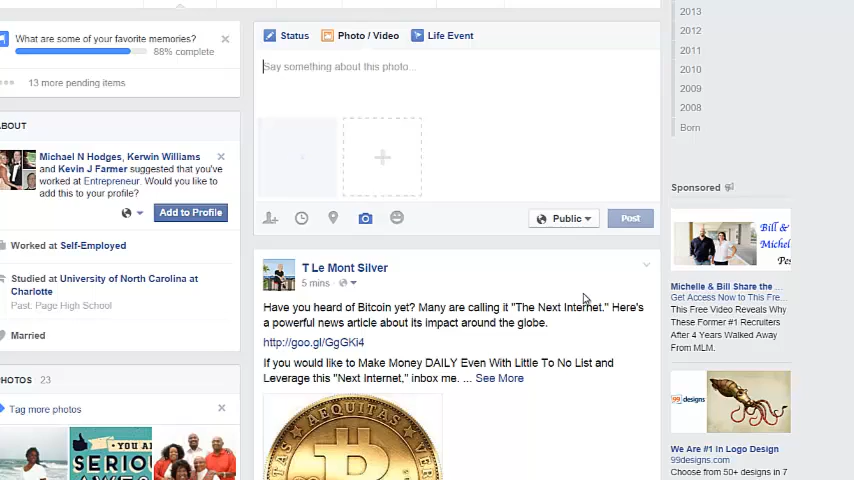 What are some of your favorite memories?
88% complete
13 more pending items
ABOUT
Michael N Hodges, Kerwin Williams
and Kevin J Farmer suggested that you've
worked at Entrepreneur. Would you like to
add this to your profile?
Add to Profile
Worked at Self-Employed
Studied at University of North Carolina at
Charlotte
Past: Page High School
Married
PHOTOS 23
Tag more photos
YOU A
SERIOU
Status Photo / Video Life Event
Say something about this photo...
Public Post
T Le Mont Silver
5 mins
Have you heard of Bitcoin yet? Many are calling it "The Next Internet." Here's
a powerful news article about its impact around the globe.
http://goo.gl/GgGKi4
If you would like to Make Money DAILY Even With Little To No List and
Leverage this "Next Internet," inbox me. ... See More
AEQUITAS
2013
2012
2011
2010
2009
2008
Born
Sponsored
Bill &
Michel
Pes
Michelle & Bill Share the ...
Get Access Now to This Fre...
This Free Video Reveals Why
These Former #1 Recruiters
After 4 Years Walked Away
From MLM.
99designs
We Are #1 in Logo Design
99designs.com
Choose from 50+ designs in 7